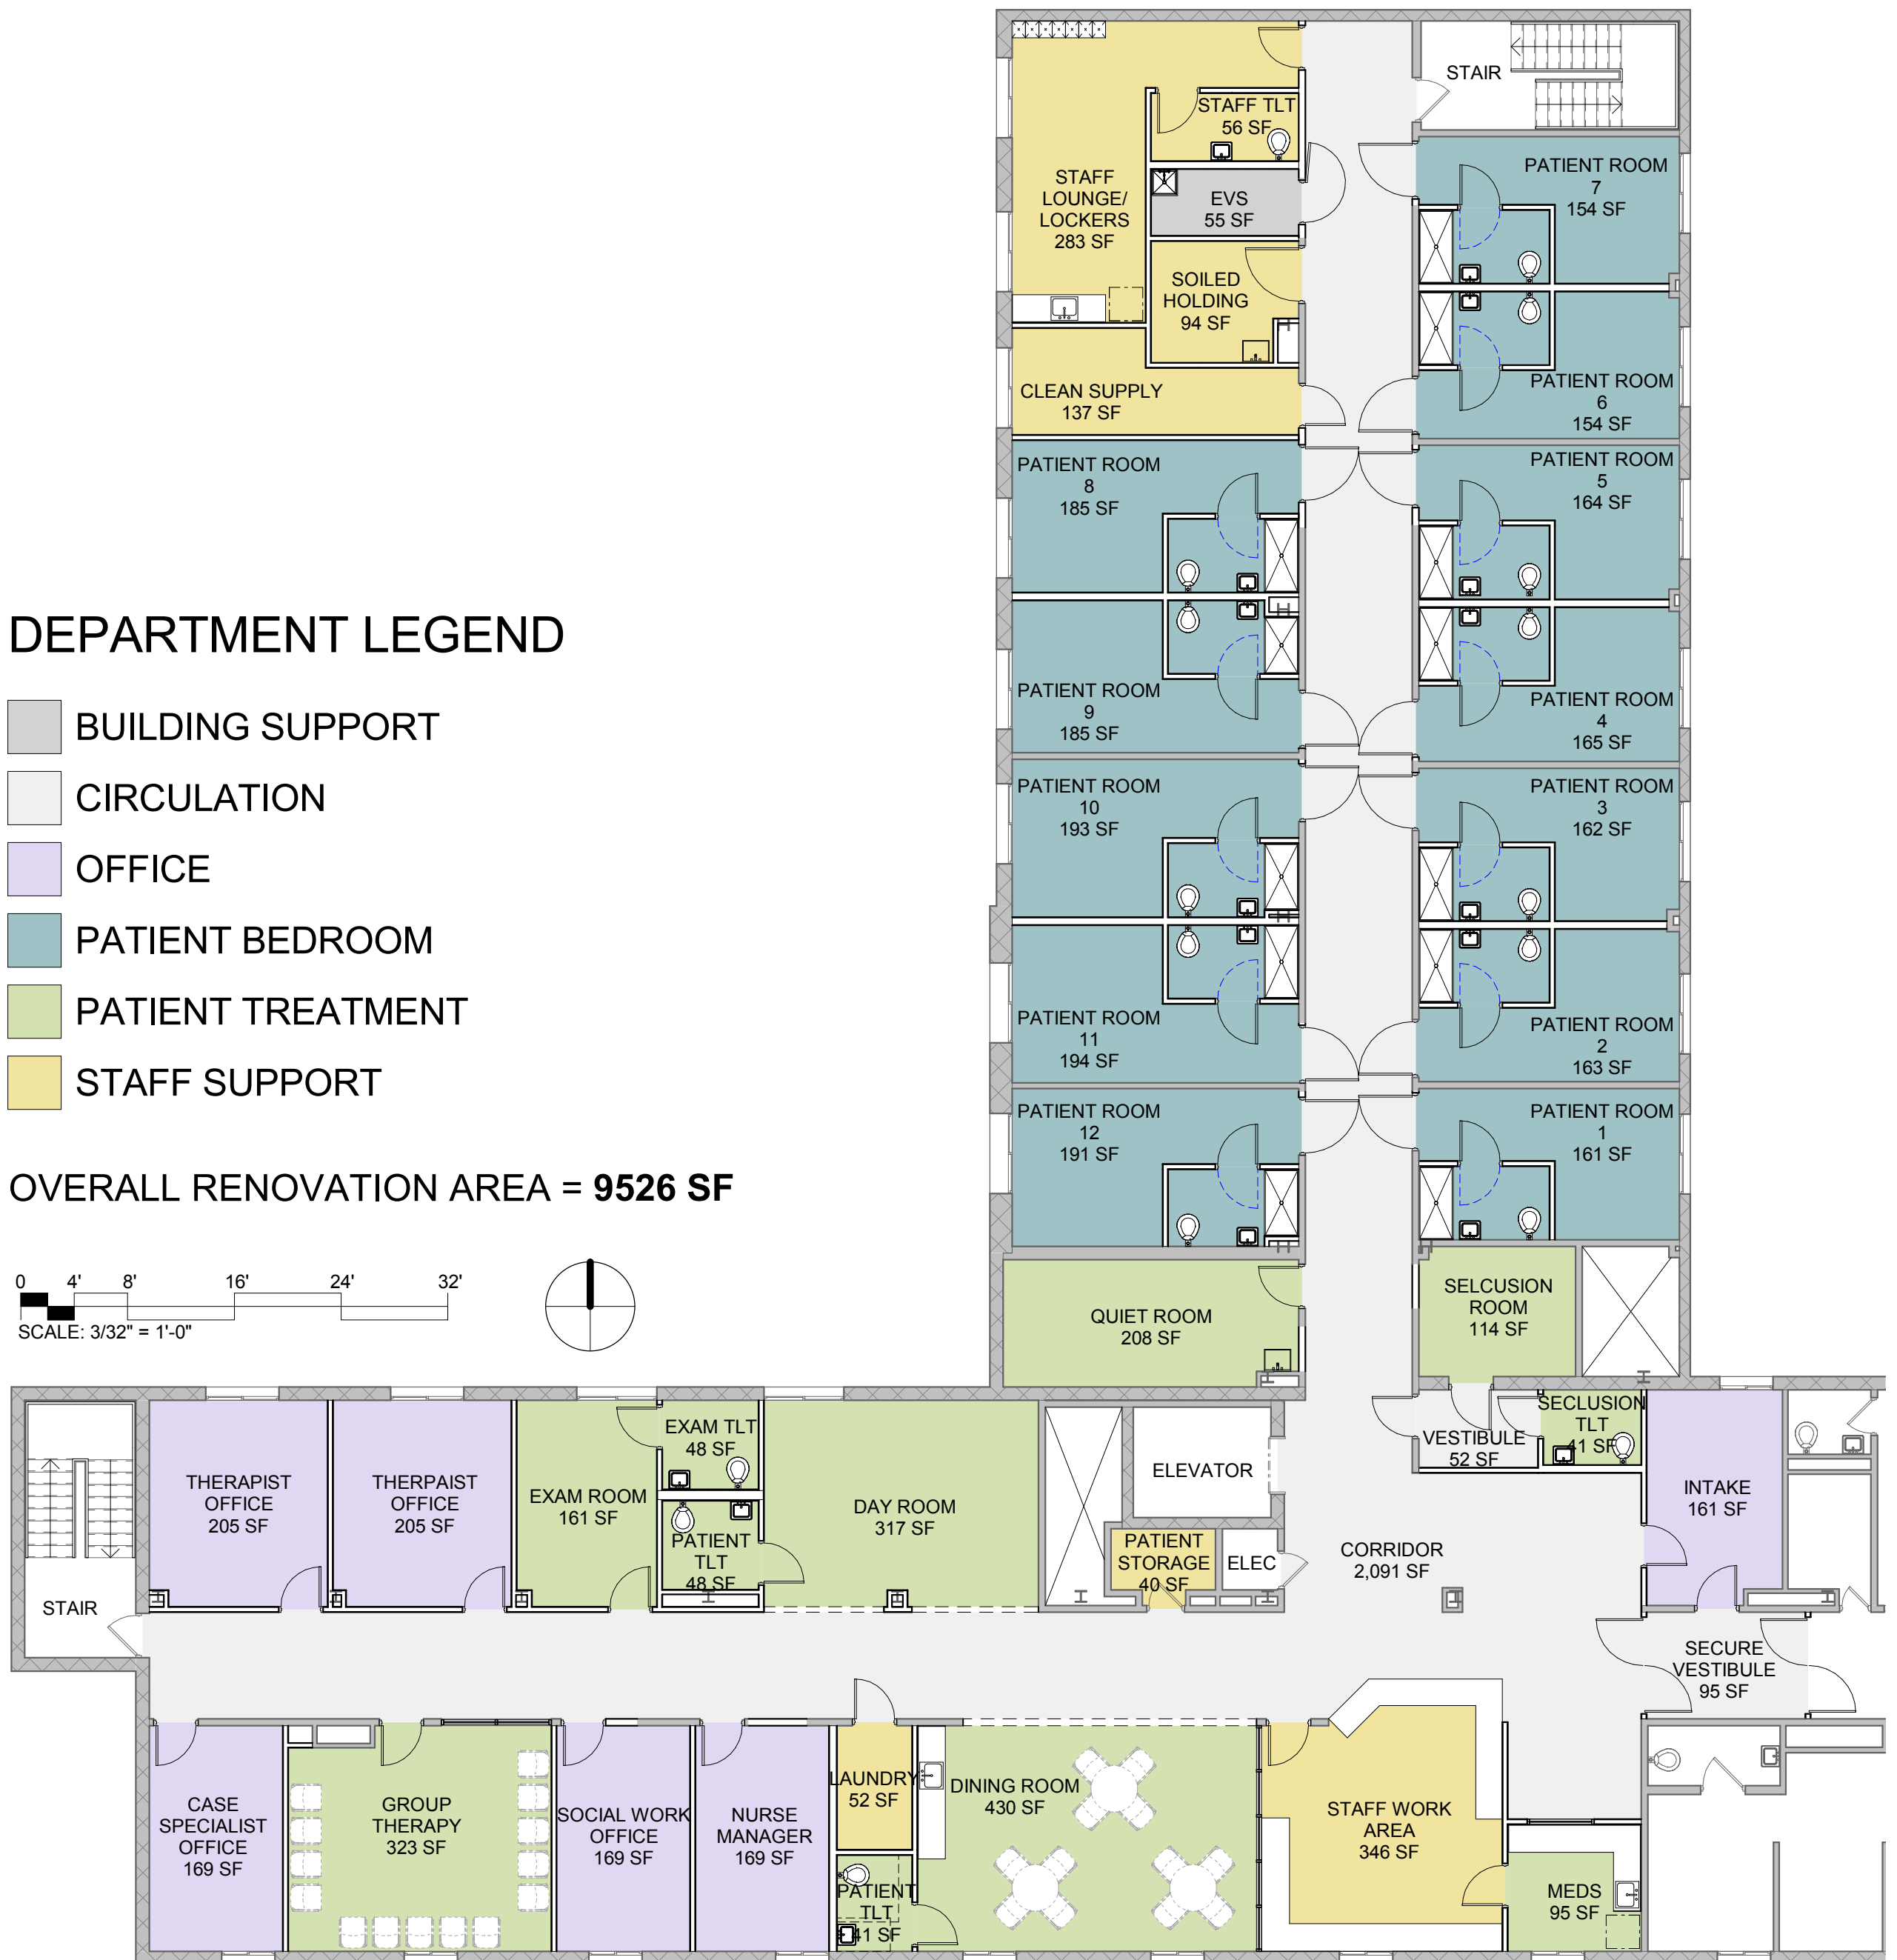 STAIR
STAFF TLT
56 SF
PATIENT ROOM
7
154 SF
STAFF
LOUNGE/
LOCKERS
283 SF
EVS
55 SF
SOILED
HOLDING
94 SF
PATIENT ROOM
6
154 SF
CLEAN SUPPLY
137 SF
PATIENT ROOM
8
185 SF
PATIENT ROOM
5
164 SF
DEPARTMENT LEGEND
BUILDING SUPPORT
CIRCULATION
OFFICE
PATIENT BEDROOM
PATIENT TREATMENT
STAFF SUPPORT
PATIENT ROOM
9
185 SF
PATIENT ROOM
4
165 SF
PATIENT ROOM
10
193 SF
PATIENT ROOM
3
162 SF
PATIENT ROOM
11
194 SF
PATIENT ROOM
2
163 SF
PATIENT ROOM
12
191 SF
PATIENT ROOM
1
161 SF
OVERALL RENOVATION AREA = 9526 SF
0 4' 8' 16' 24' 32'
SCALE: 3/32" = 1'-0"
QUIET ROOM
208 SF
SELCUSION
ROOM
114 SF
THERAPIST
OFFICE
205 SF
THERPAIST
OFFICE
205 SF
EXAM ROOM
161 SF
EXAM TLT
48 SF
PATIENT
TLT
48 SF
DAY ROOM
317 SF
ELEVATOR
PATIENT
STORAGE
40 SF
ELEC
VESTIBULE
52 SF
SECLUSION
TLT
41 SF
INTAKE
161 SF
CORRIDOR
2,091 SF
STAIR
SECURE
VESTIBULE
95 SF
CASE
SPECIALIST
OFFICE
169 SF
GROUP
THERAPY
323 SF
SOCIAL WORK
OFFICE
169 SF
NURSE
MANAGER
169 SF
LAUNDRY
52 SF
PATIENT
TLT
41 SF
DINING ROOM
430 SF
STAFF WORK
AREA
346 SF
MEDS
95 SF